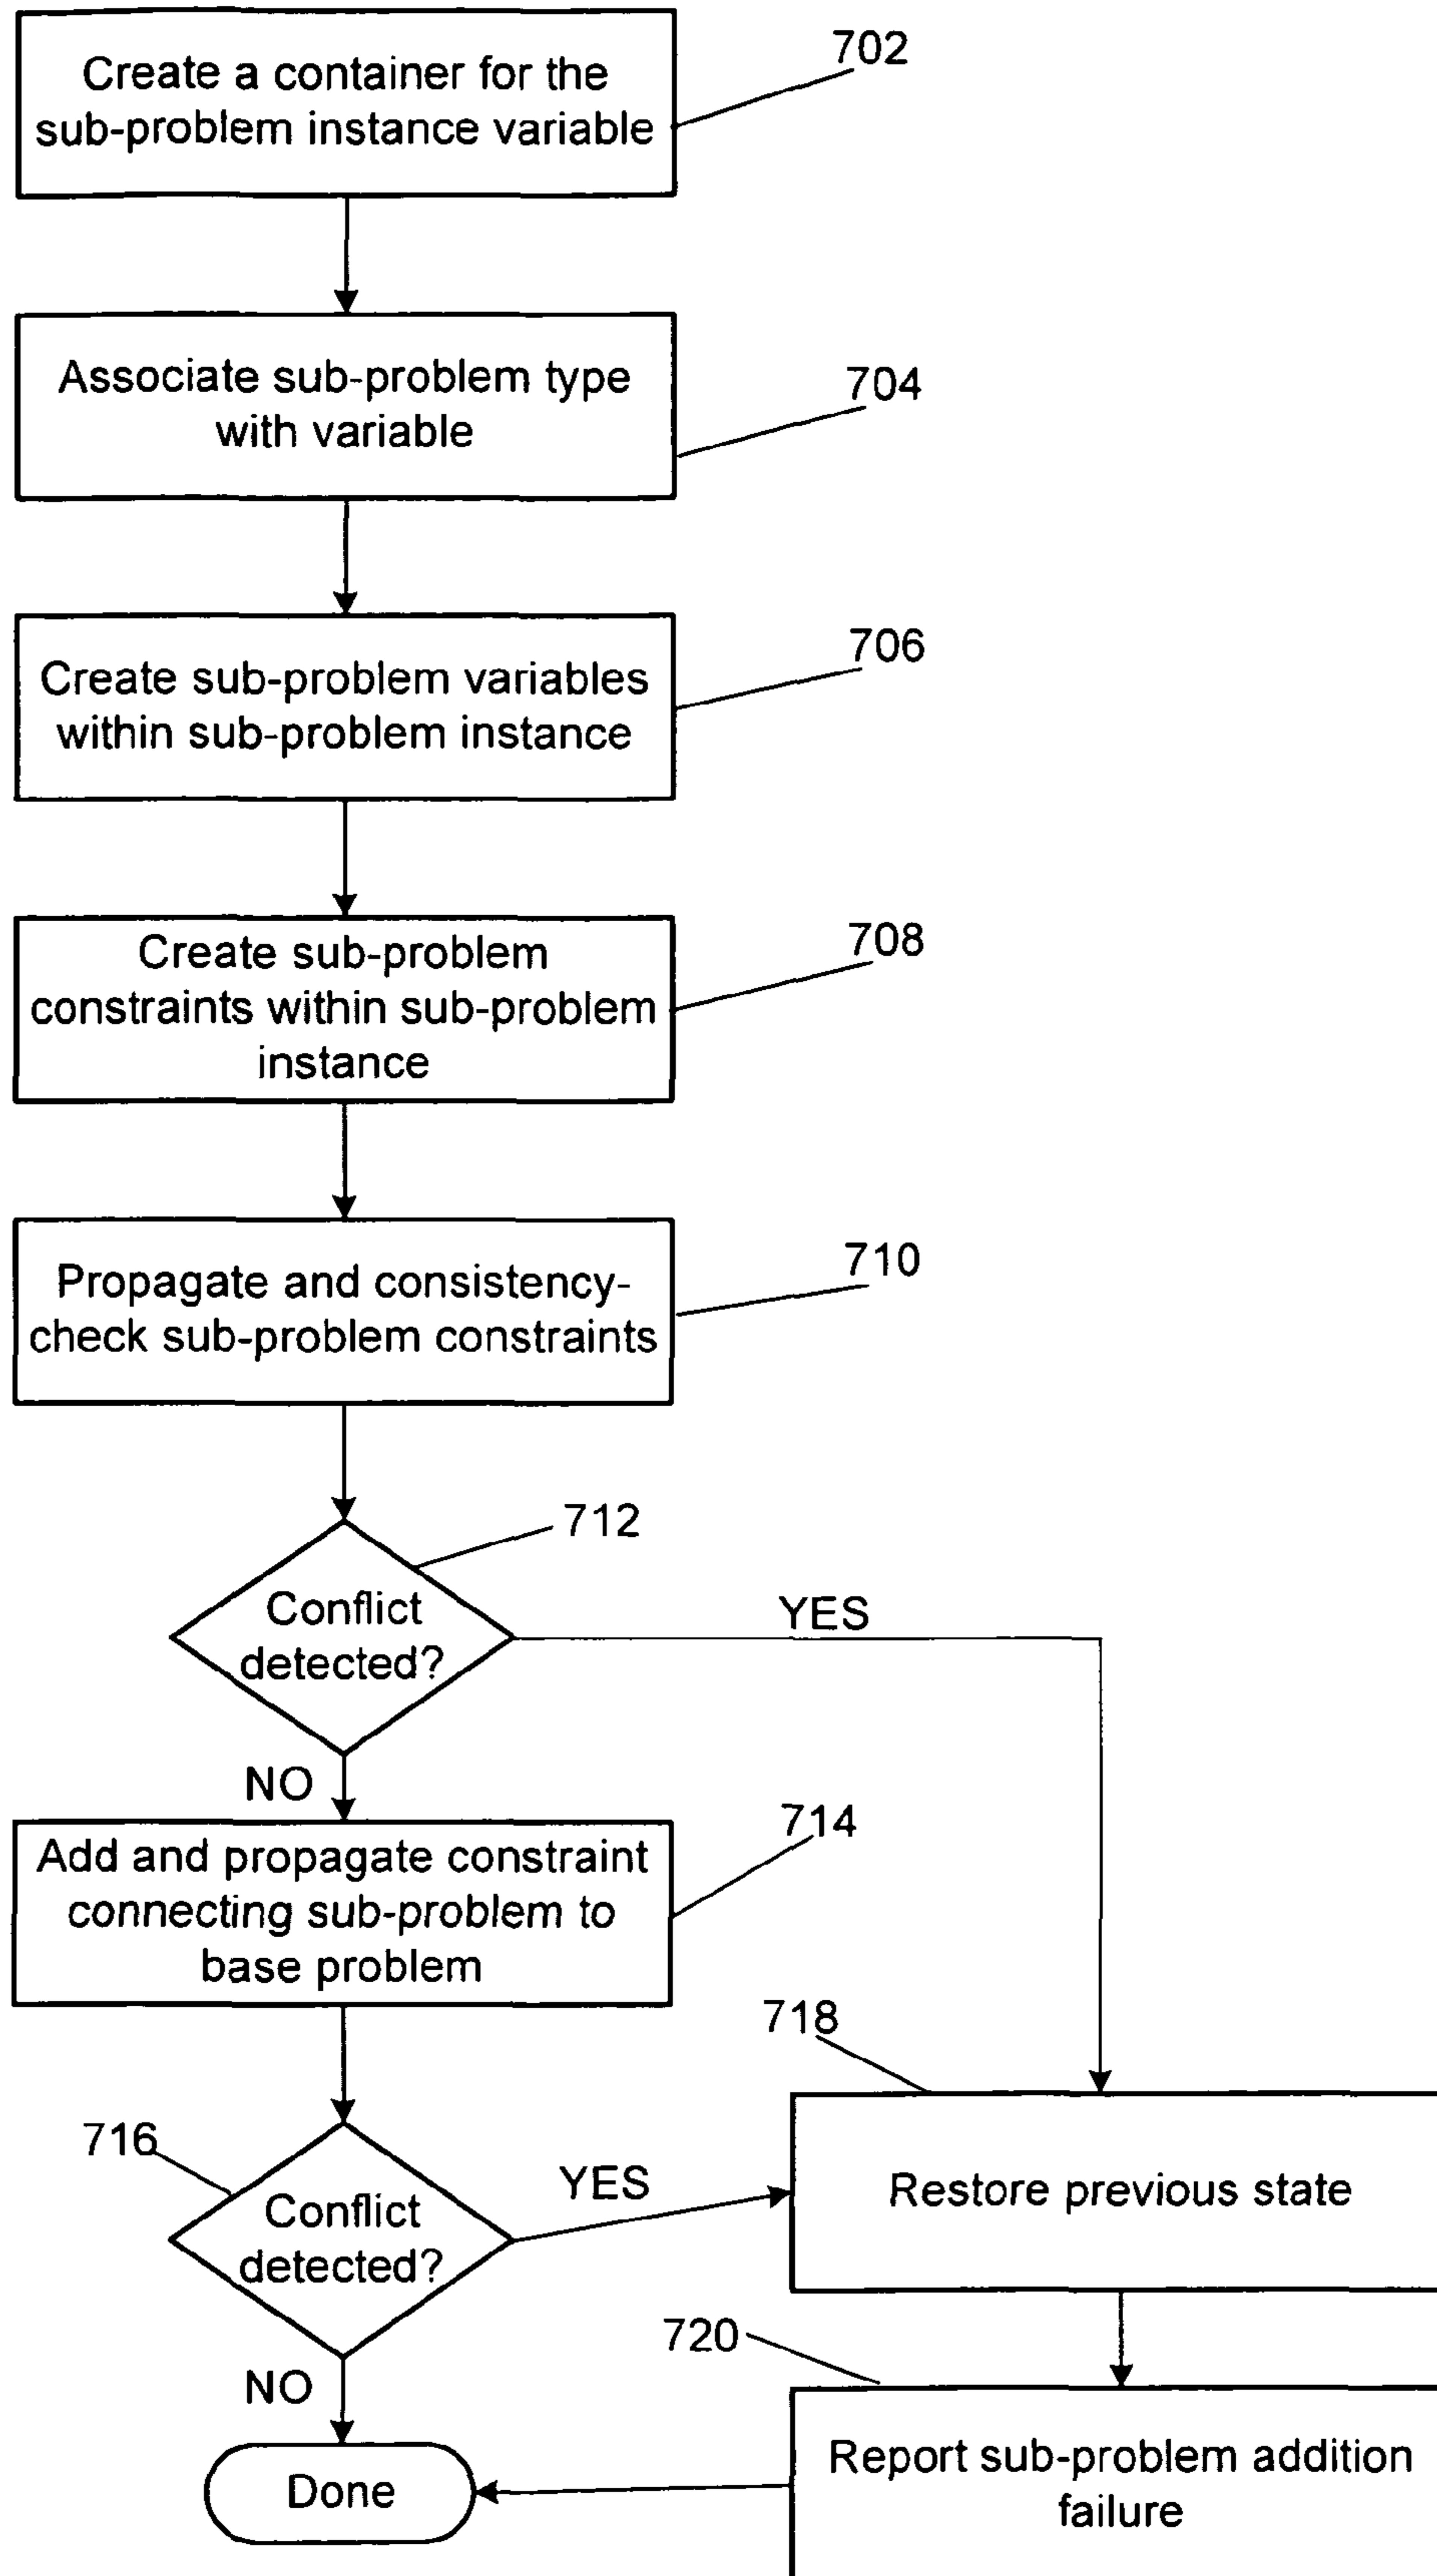 Create a container for the
sub-problem instance variable
702
Associate sub-problem type
with variable
704
Create sub-problem variables
within sub-problem instance
706
Create sub-problem
constraints within sub-problem
instance
708
Propagate and consistency-
check sub-problem constraints
710
712
Conflict
detected?
YES
NO
Add and propagate constraint
connecting sub-problem to
base problem
714
716
Conflict
detected?
YES
NO
718
Restore previous state
720
Report sub-problem addition
failure
Done